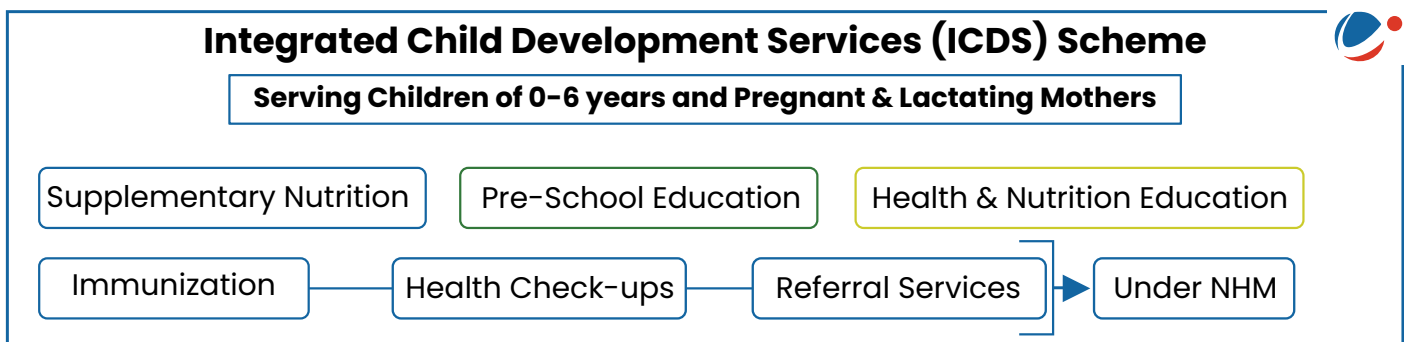 Integrated Child Development Services (ICDS) Scheme
Serving Children of 0-6 years and Pregnant & Lactating Mothers
Supplementary Nutrition
Pre-School Education
Health & Nutrition Education
Immunization
Health Check-ups
Referral Services
Under NHM